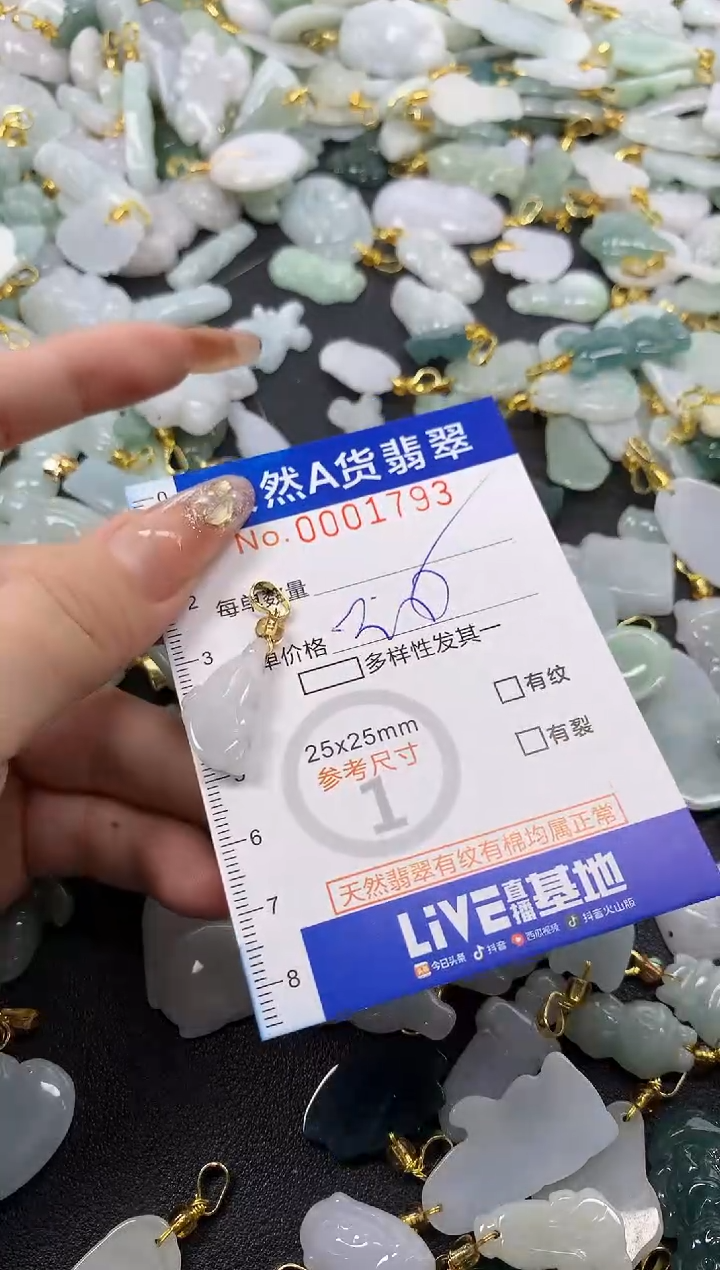 然A货翡翠
No.0001793
每单数量
单价格
多样性发其一
有纹
25x25mm
有裂
参考尺寸
1
天然翡翠有纹有棉均属正常
LiVE直播基地
今日头条 抖音 西瓜视频 抖音火山版
0
2
3
6
7
8